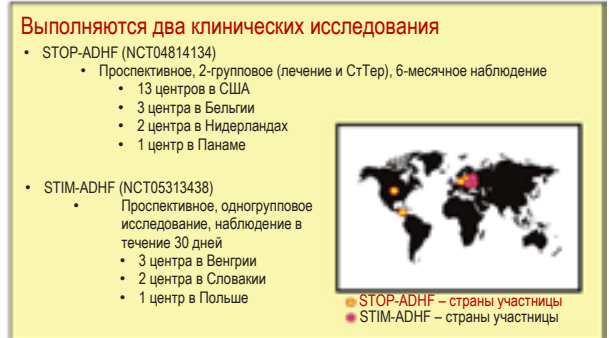 Выполняются два клинических исследования
• STOP-ADHF (NCT04814134)
• Проспективное, 2-групповое (лечение и СтТер), 6-месячное наблюдение
• 13 центров в США
• 3 центра в Бельгии
• 2 центра в Нидерландах
• 1 центр в Панаме
• STIM-ADHF (NCT05313438)
• Проспективное, одногрупповое
исследование, наблюдение в
течение 30 дней
• 3 центра в Венгрии
• 2 центра в Словакии
• 1 центр в Польше
STOP-ADHF – страны участницы
STIM-ADHF – страны участницы